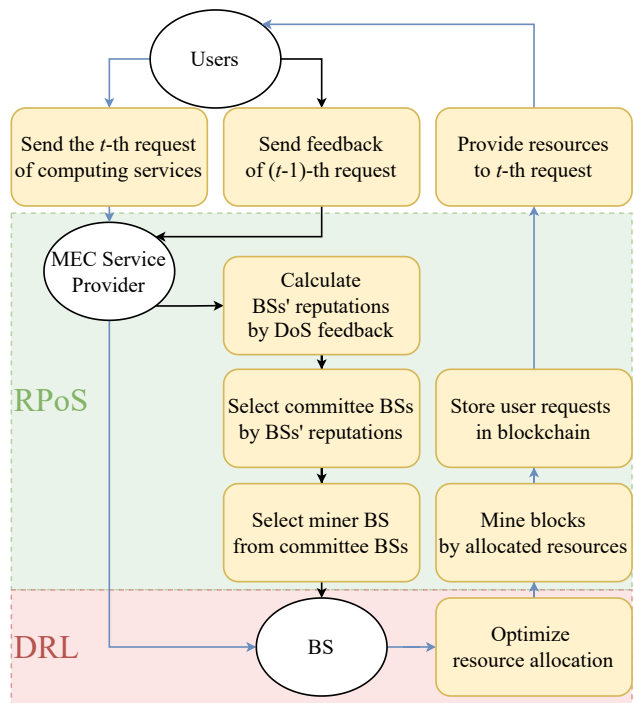 Users
Send the t-th request
of computing services
Send feedback
of (t-1)-th request
Provide resources
to t-th request
MEC Service
Provider
Calculate
BSs' reputations
by DoS feedback
RPoS
Select committee BSs
by BSs' reputations
Store user requests
in blockchain
Select miner BS
from committee BSs
Mine blocks
by allocated resources
DRL
BS
Optimize
resource allocation